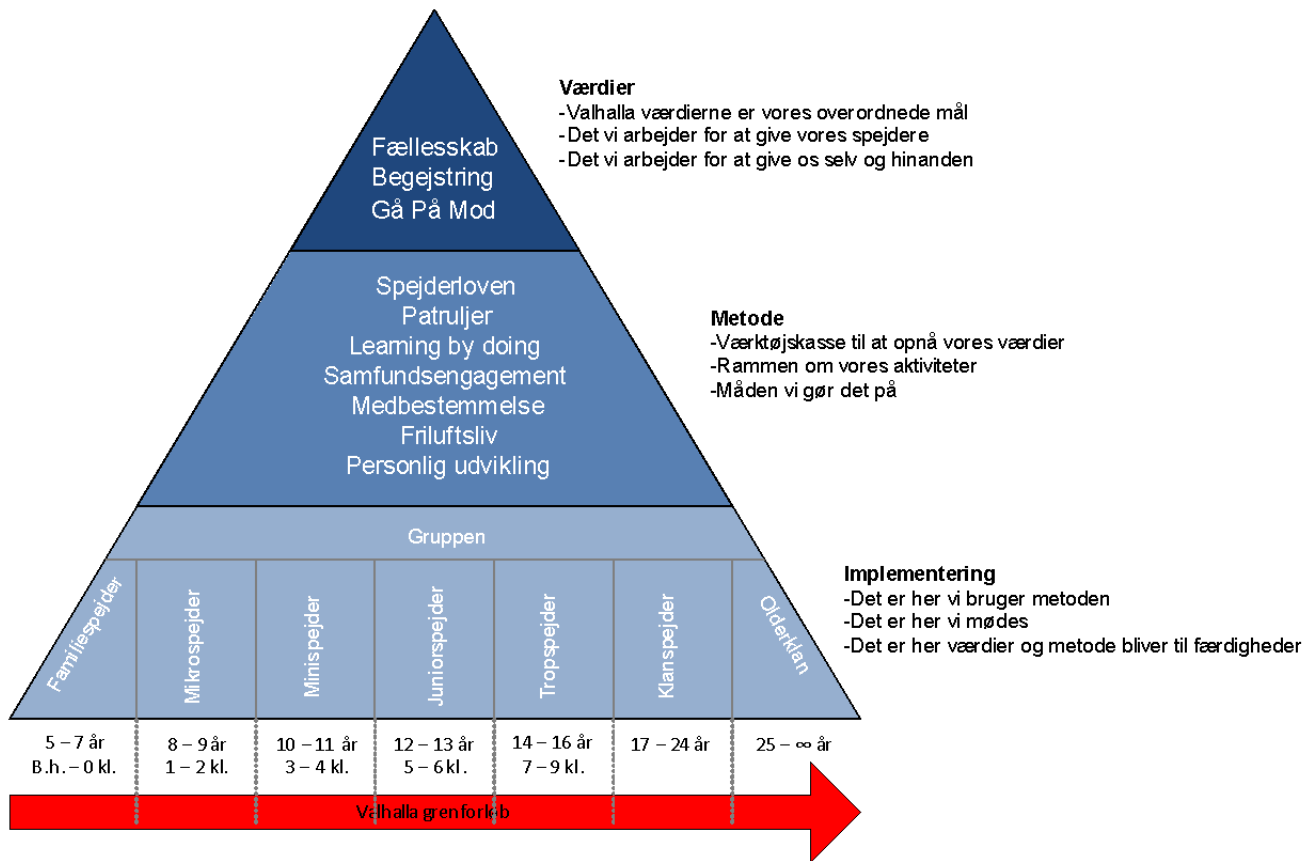 Værdier
-Valhalla værdierne er vores overordnede mål
-Det vi arbejder for at give vores spejdere
-Det vi arbejder for at give os selv og hinanden
Fællesskab
Begejstring
Gå På Mod
Spejderloven
Patruljer
Learning by doing
Samfundsengagement
Medbestemmelse
Friluftsliv
Personlig udvikling
Metode
-Værktøjskasse til at opnå vores værdier
-Rammen om vores aktiviteter
-Måden vi gør det på
Gruppen
Familiespejder
Mikrospejder
Minispejder
Juniorspejder
Tropspejder
Klanspejder
Olderklan
Implementering
-Det er her vi bruger metoden
-Det er her vi mødes
-Det er her værdier og metode bliver til færdigheder
5 – 7 år
B.h. – 0 kl.
8 – 9 år
1 – 2 kl.
10 – 11 år
3 – 4 kl.
12 – 13 år
5 – 6 kl.
14 – 16 år
7 – 9 kl.
17 – 24 år
25 – ∞ år
Valhalla grenforløb